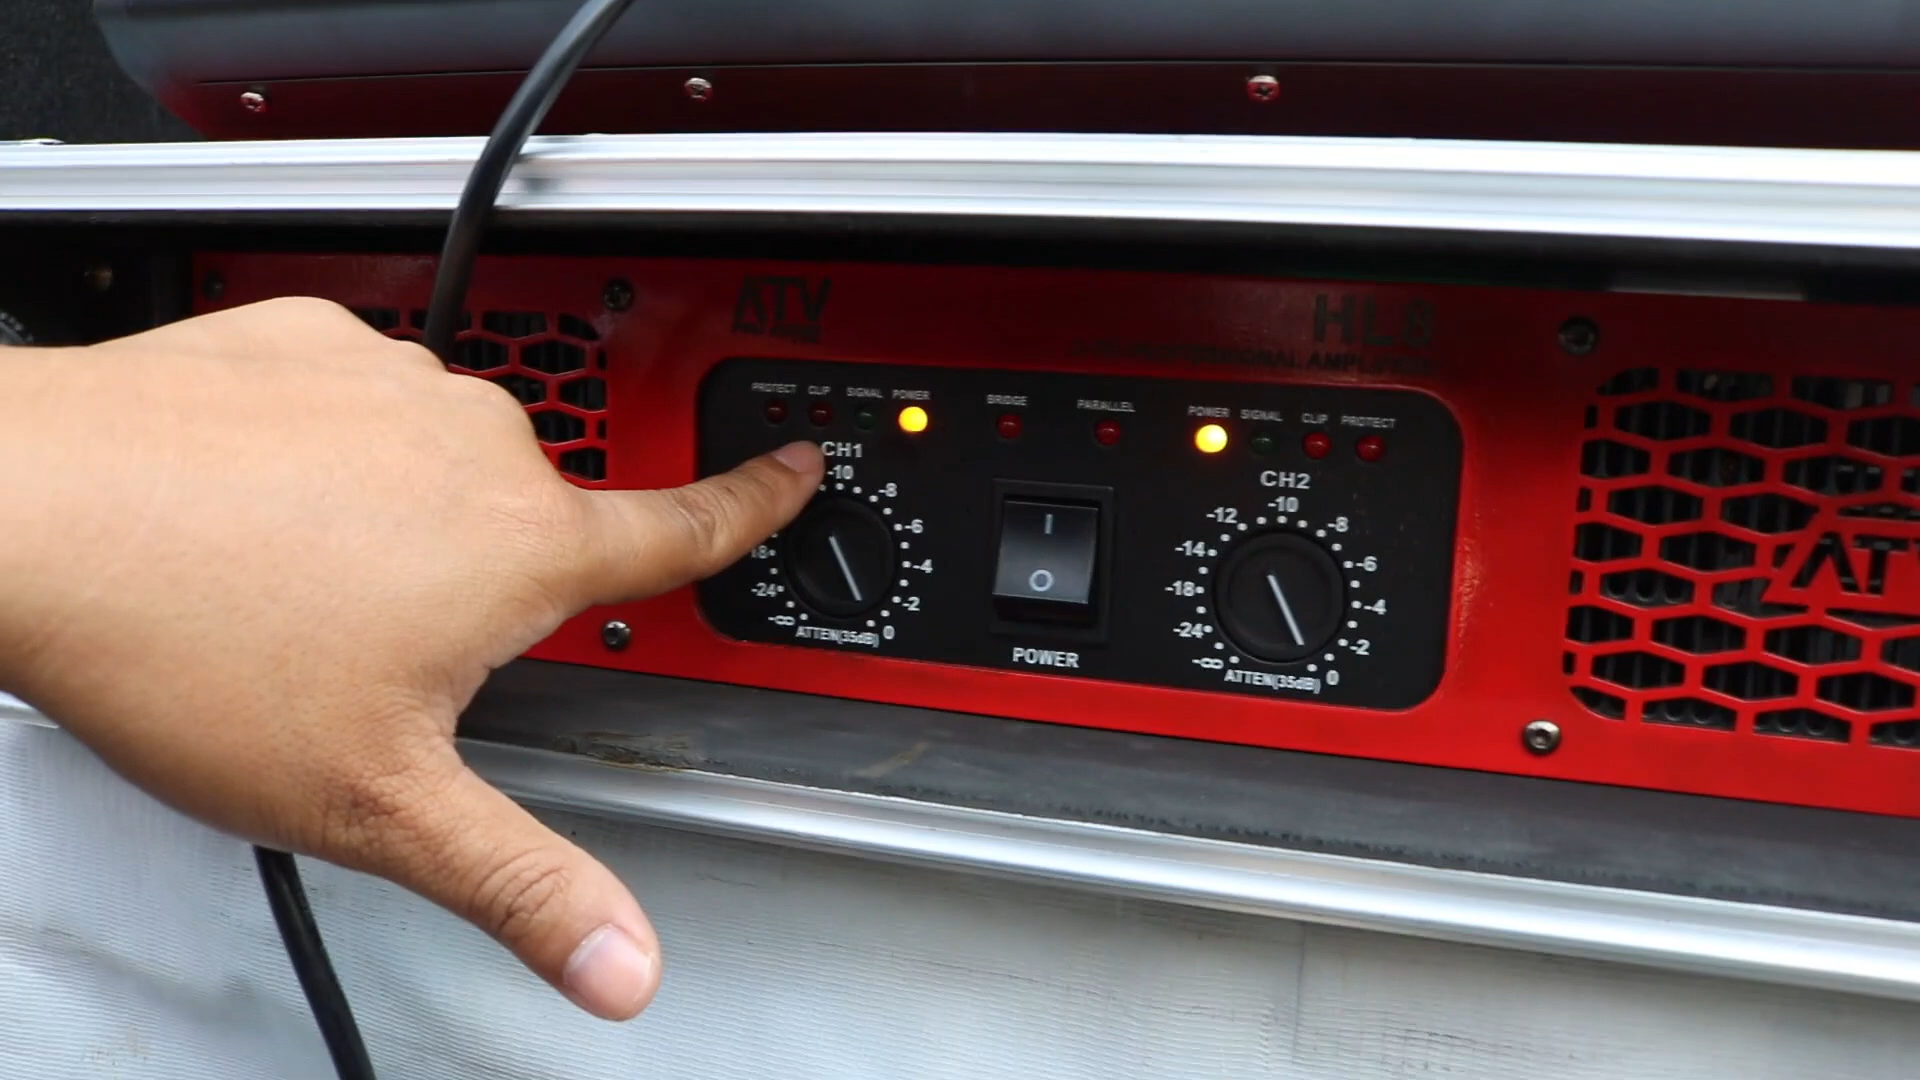 ATV
HL8
PROTECT CLIP SIGNAL POWER
BRIDGE
PARALLEL
POWER SIGNAL CLIP PROTECT
CH1
-10
-8
-6
-4
-2
0
-24
-∞
ATTEN(35dB)
I
O
POWER
CH2
-10
-12
-8
-14
-6
-18
-4
-24
-2
-∞
0
ATTEN(35dB)